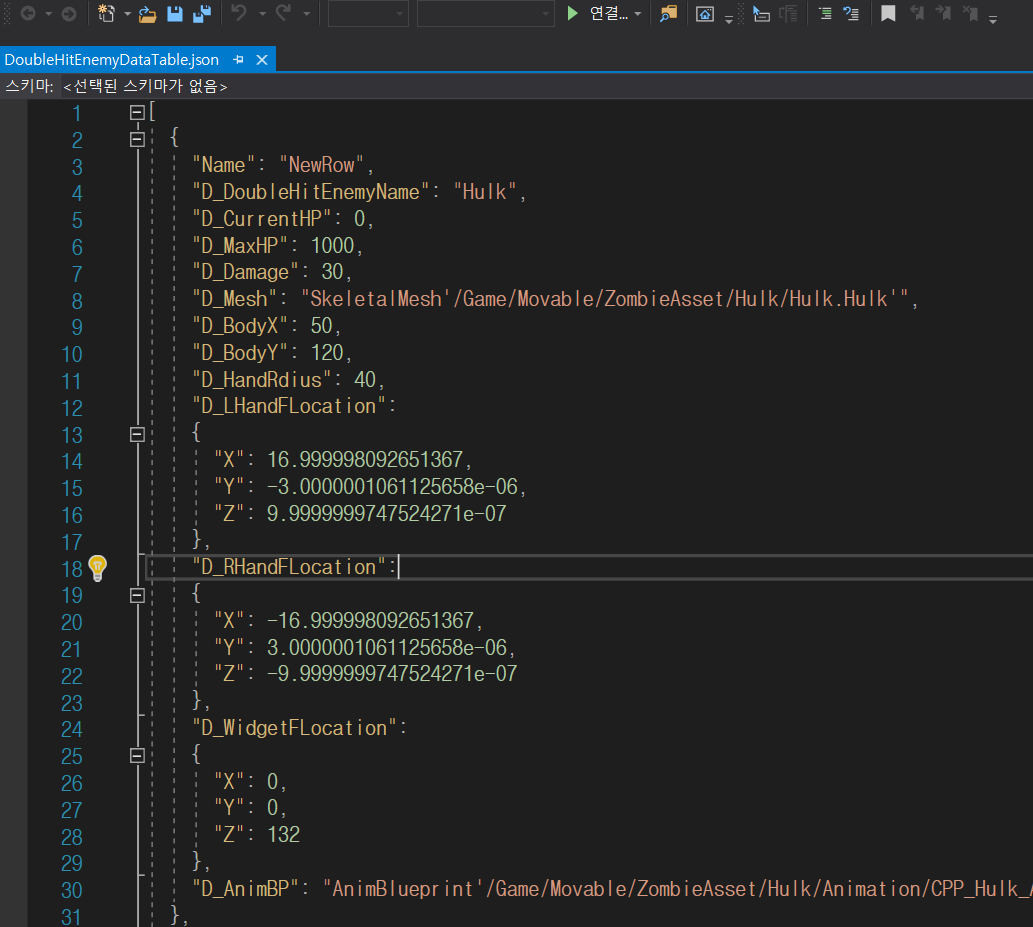 연결...
DoubleHitEnemyDataTable.json
스키마: <선택된 스키마가 없음>
1 [
2 {
3 "Name": "NewRow",
4 "D_DoubleHitEnemyName": "Hulk",
5 "D_CurrentHP": 0,
6 "D_MaxHP": 1000,
7 "D_Damage": 30,
8 "D_Mesh": "SkeletalMesh'/Game/Movable/ZombieAsset/Hulk/Hulk.Hulk'",
9 "D_BodyX": 50,
10 "D_BodyY": 120,
11 "D_HandRdius": 40,
12 "D_LHandFLocation":
13 {
14 "X": 16.999998092651367,
15 "Y": -3.0000001061125658e-06,
16 "Z": 9.9999999747524271e-07
17 },
18 "D_RHandFLocation":
19 {
20 "X": -16.999998092651367,
21 "Y": 3.0000001061125658e-06,
22 "Z": -9.9999999747524271e-07
23 },
24 "D_WidgetFLocation":
25 {
26 "X": 0,
27 "Y": 0,
28 "Z": 132
29 },
30 "D_AnimBP": "AnimBlueprint'/Game/Movable/ZombieAsset/Hulk/Animation/CPP_Hulk_
31 },